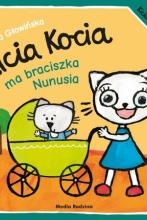 Głowińska
icia Kocia
ma braciszka
Nunusia
Media Rodzina